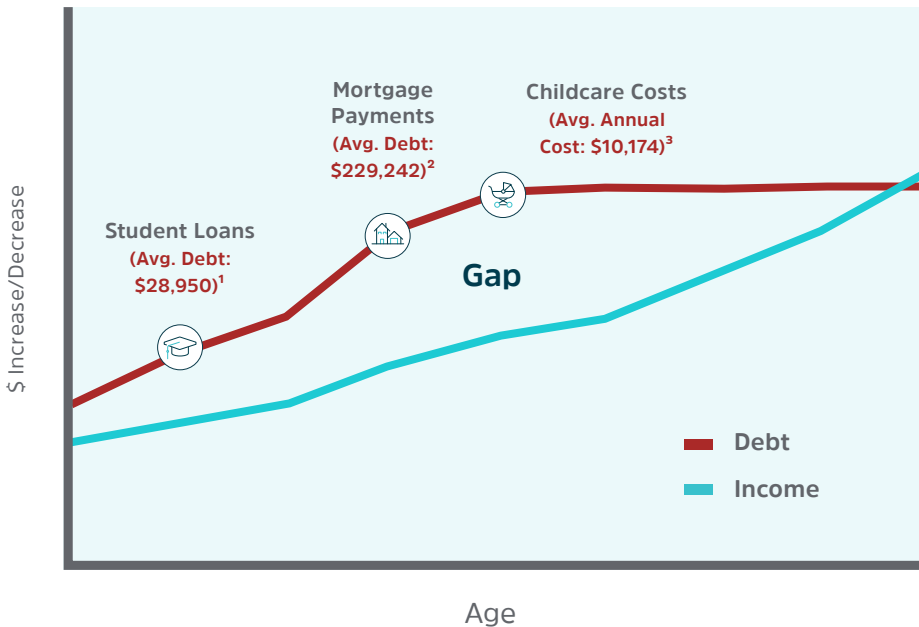 Mortgage
Payments
(Avg. Debt:
$229,242)²
Childcare Costs
(Avg. Annual
Cost: $10,174)³
Student Loans
(Avg. Debt:
$28,950)¹
Gap
$ Increase/Decrease
Debt
Income
Age